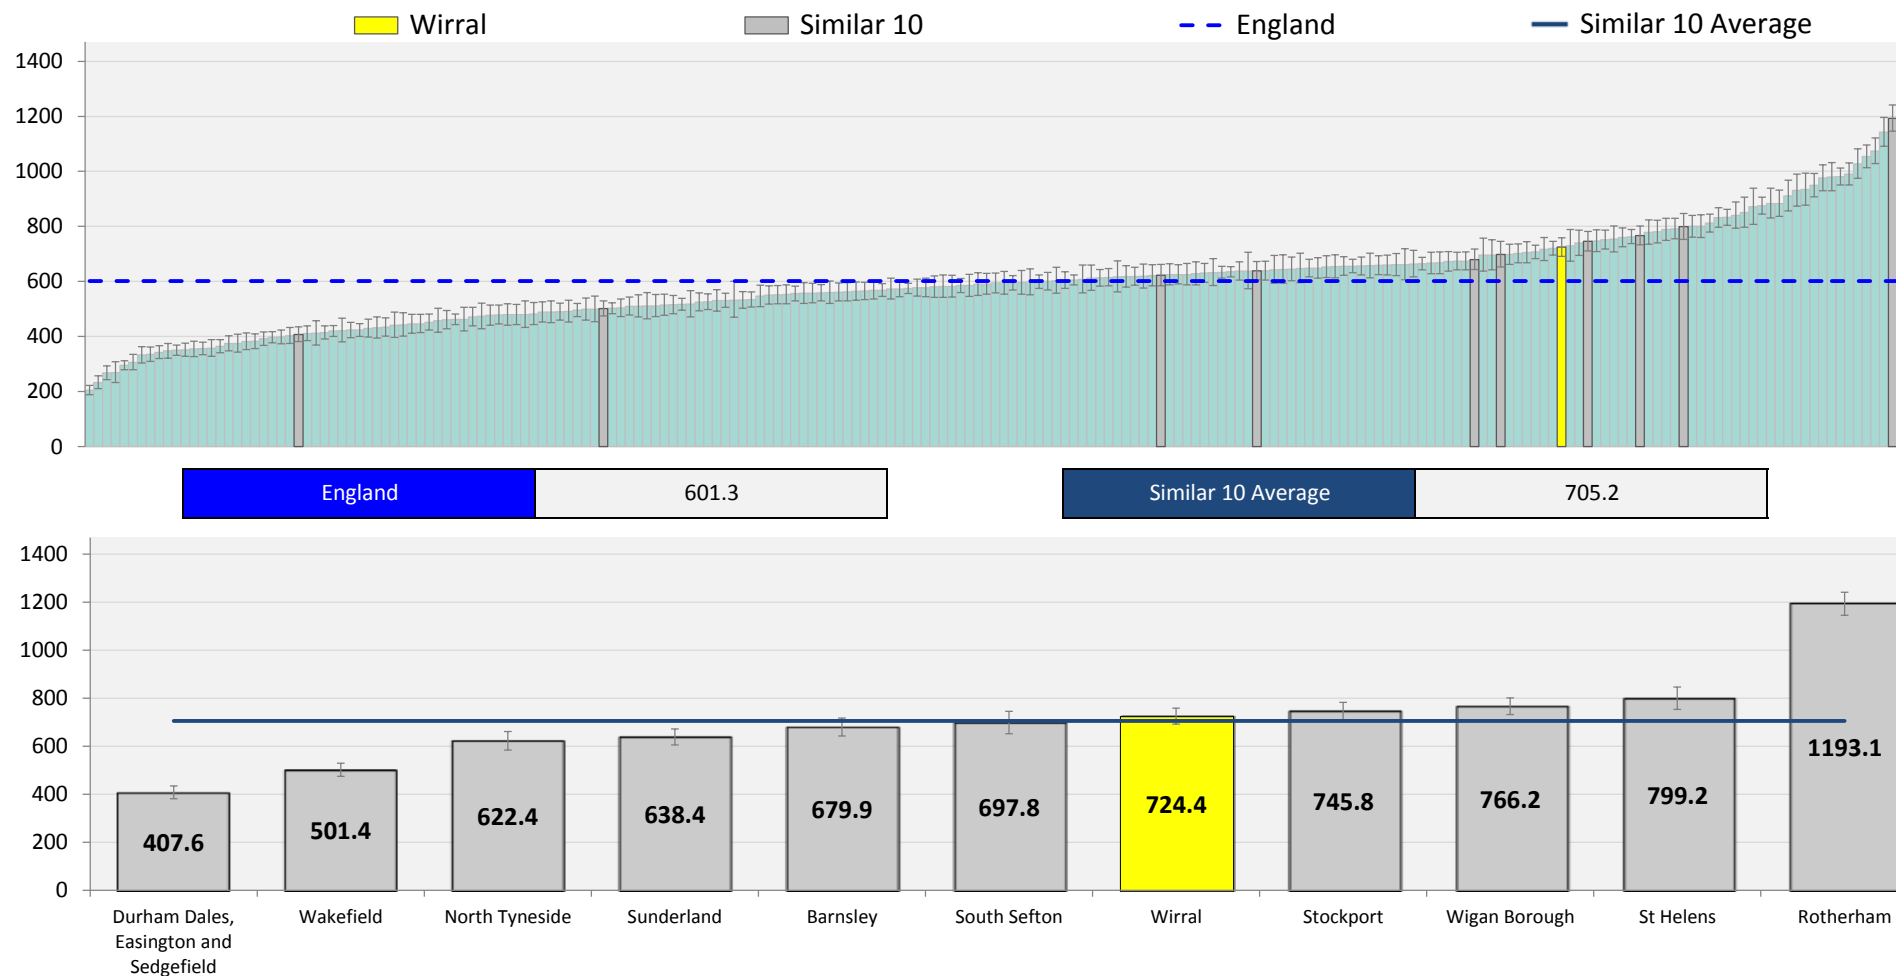 Wirral
Similar 10
England
Similar 10 Average
1400
1200
1000
800
600
400
200
0
England
601.3
Similar 10 Average
705.2
1400
1200
1000
800
600
400
200
0
407.6
501.4
622.4
638.4
679.9
697.8
724.4
745.8
766.2
799.2
1193.1
Durham Dales,
Easington and
Sedgefield
Wakefield
North Tyneside
Sunderland
Barnsley
South Sefton
Wirral
Stockport
Wigan Borough
St Helens
Rotherham